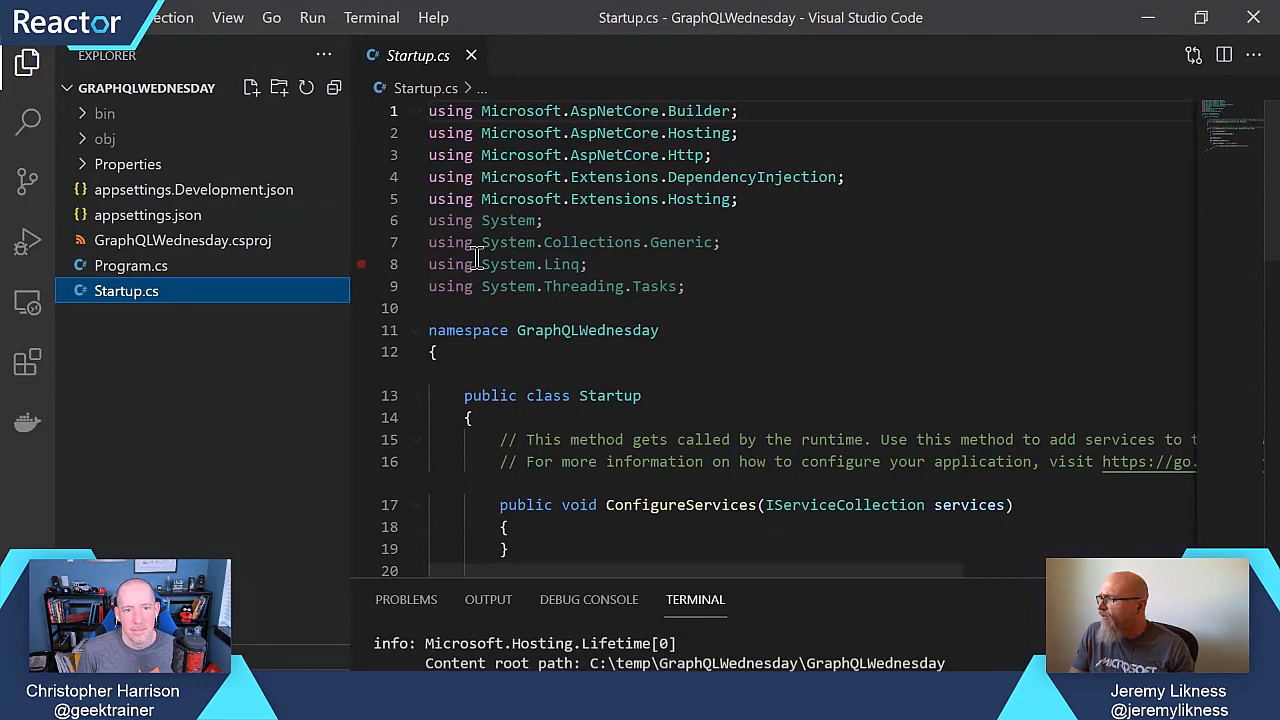 Reactor
View Go Run Terminal Help
Startup.cs - GraphQLWednesday - Visual Studio Code
EXPLORER
GRAPHQLWEDNESDAY
bin
obj
Properties
{} appsettings.Development.json
{} appsettings.json
GraphQLWednesday.csproj
Program.cs
Startup.cs
Startup.cs
Startup.cs > ...
1 using Microsoft.AspNetCore.Builder;
2 using Microsoft.AspNetCore.Hosting;
3 using Microsoft.AspNetCore.Http;
4 using Microsoft.Extensions.DependencyInjection;
5 using Microsoft.Extensions.Hosting;
6 using System;
7 using System.Collections.Generic;
8 using System.Linq;
9 using System.Threading.Tasks;
10
11 namespace GraphQLWednesday
12 {
13 public class Startup
14 {
15 // This method gets called by the runtime. Use this method to add services to
16 // For more information on how to configure your application, visit https://go.
17 public void ConfigureServices(IServiceCollection services)
18 {
19 }
20
PROBLEMS OUTPUT DEBUG CONSOLE TERMINAL
info: Microsoft.Hosting.Lifetime[0]
Content root path: C:\temp\GraphQLWednesday\GraphQLWednesday
Christopher Harrison
@geektrainer
MICROSOFT
Jeremy Likness
@jeremylikness